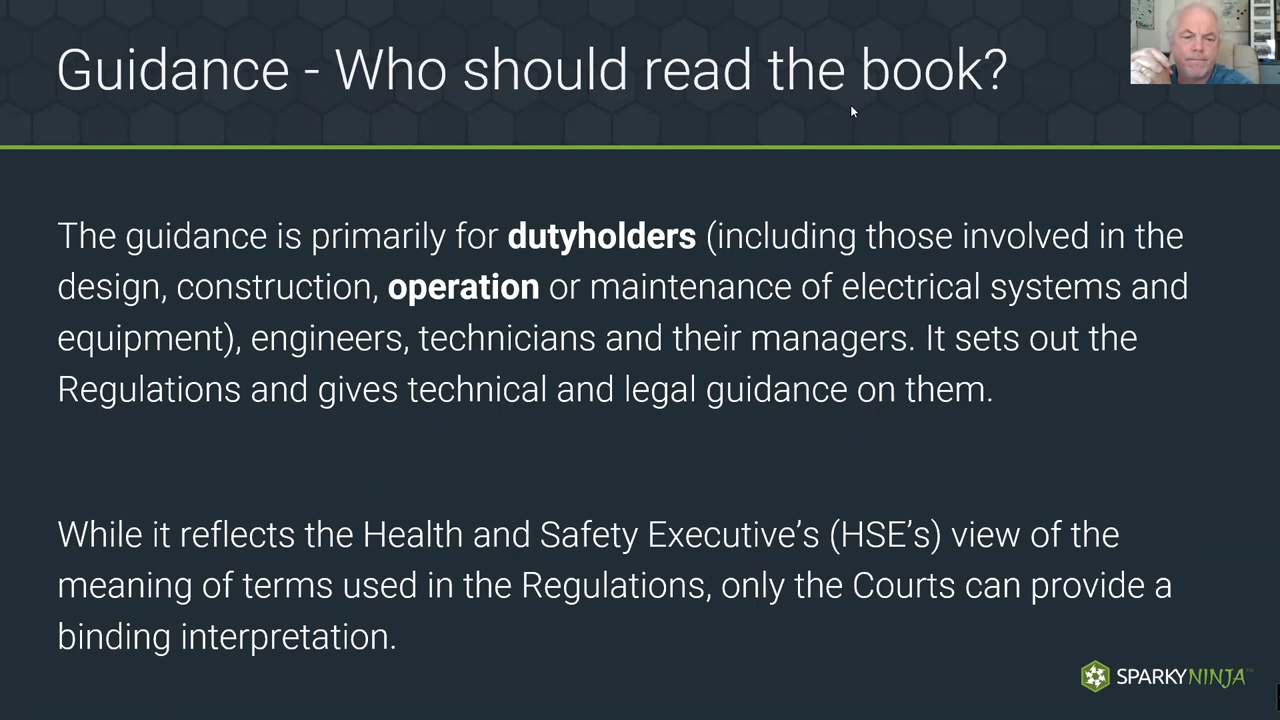 Guidance - Who should read the book?
The guidance is primarily for dutyholders (including those involved in the
design, construction, operation or maintenance of electrical systems and
equipment), engineers, technicians and their managers. It sets out the
Regulations and gives technical and legal guidance on them.
While it reflects the Health and Safety Executive’s (HSE’s) view of the
meaning of terms used in the Regulations, only the Courts can provide a
binding interpretation.
SPARKYNINJA™